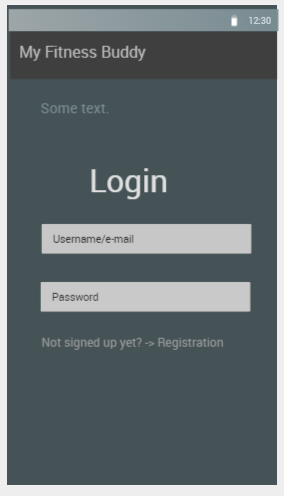 12:30
My Fitness Buddy
Some text.
Login
Username/e-mail
Password
Not signed up yet? -> Registration